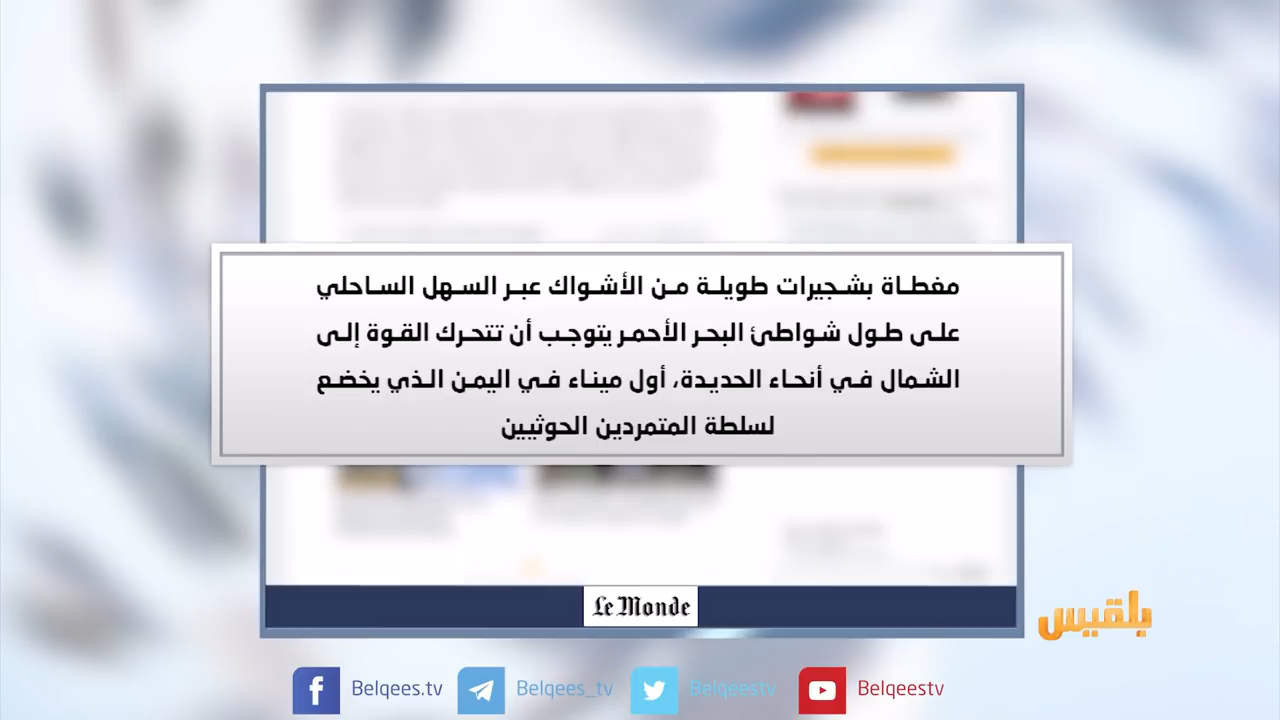 مغطاة بشجيرات طويلة من الأشواك عبر السهل الساحلي
على طول شواطئ البحر الأحمر يتوجب أن تتحرك القوة إلى
الشمال في أنحاء الحديدة، أول ميناء في اليمن الذي يخضع
لسلطة المتمردين الحوثيين
Le Monde
بلقيس
Belqees.tv
Belqees_tv
Belqeestv
Belqeestv